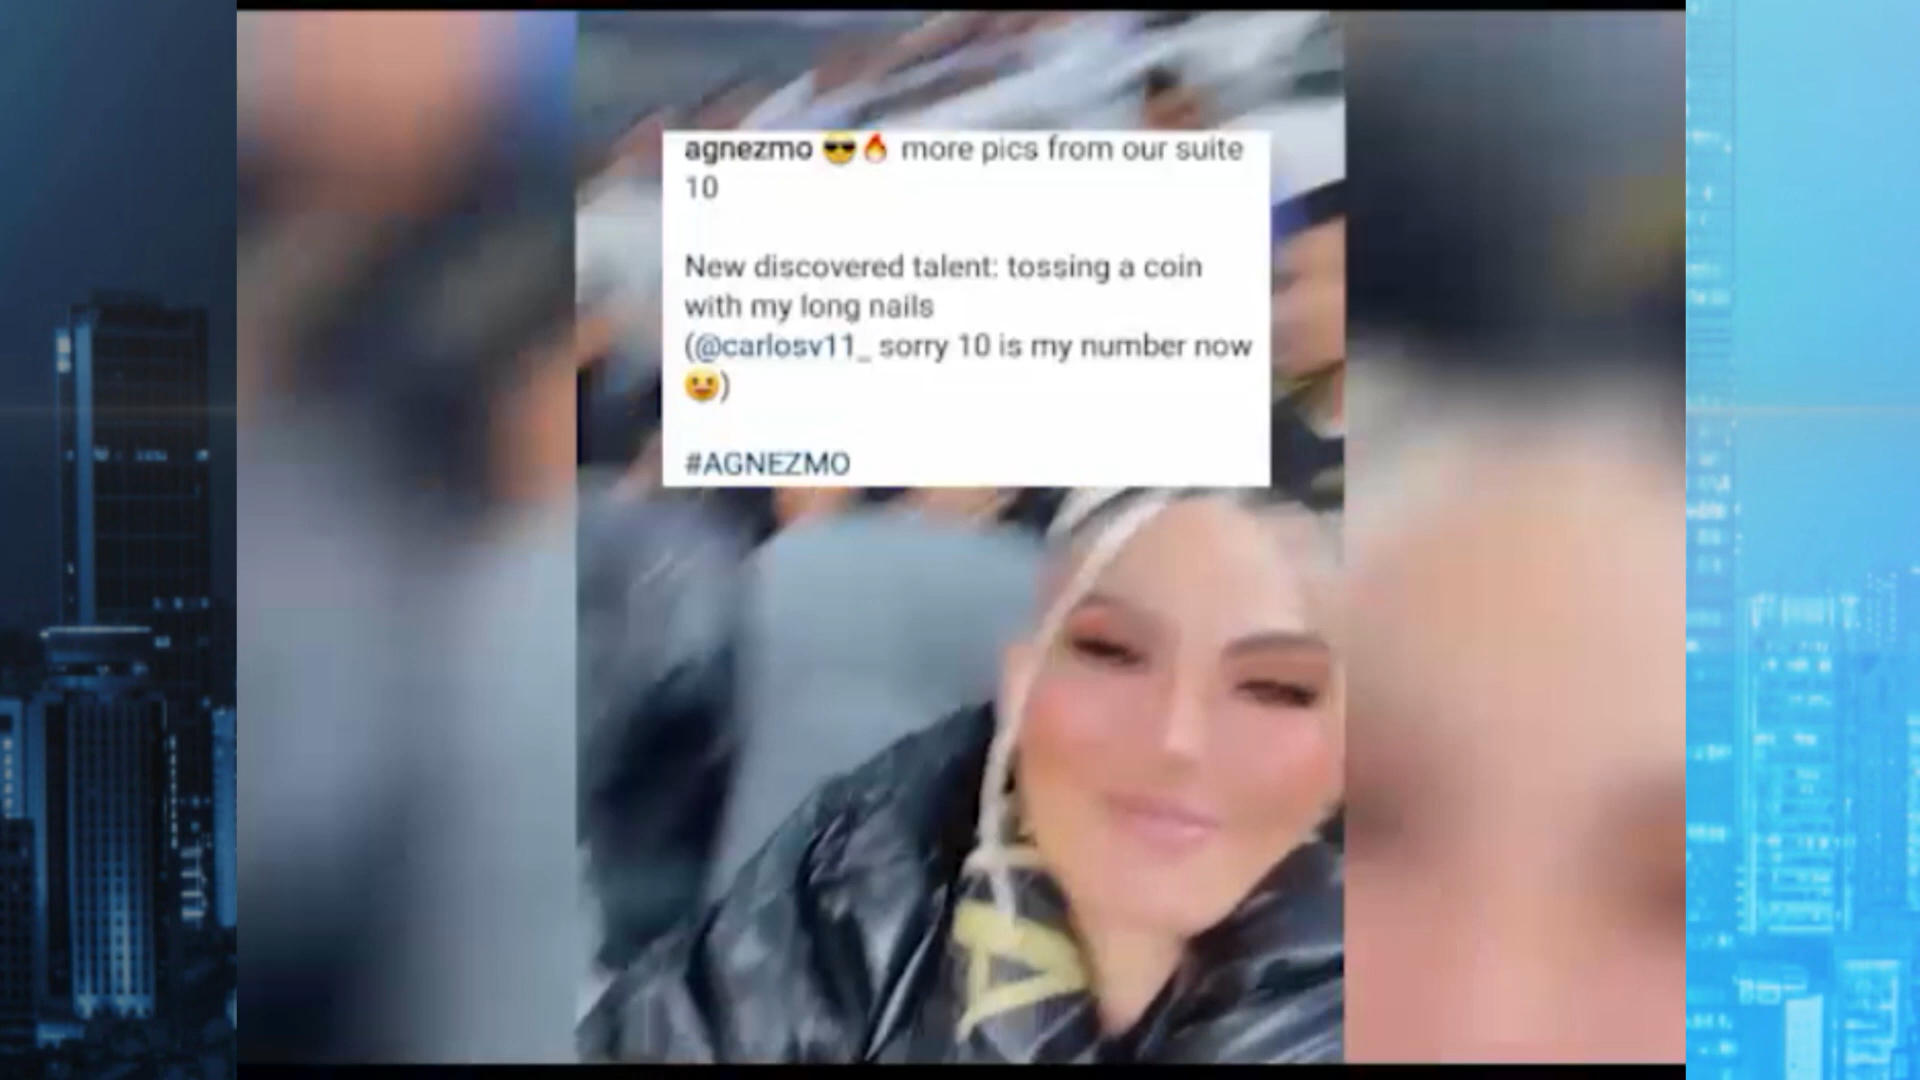 agnezmo 😎🔥 more pics from our suite
10
New discovered talent: tossing a coin
with my long nails
(@carlosv11_ sorry 10 is my number now
😀)
#AGNEZMO